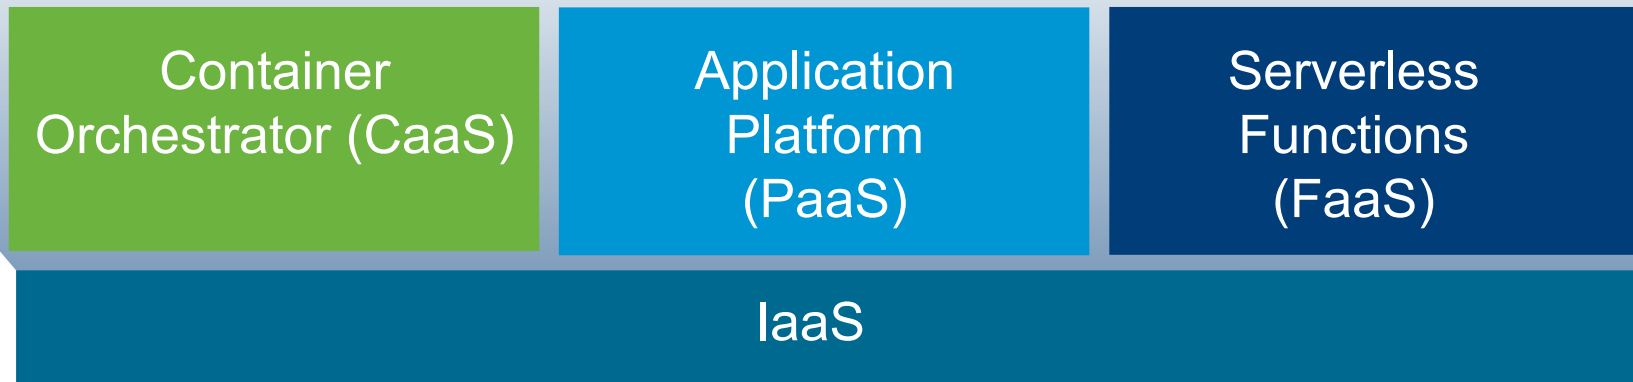 Container
Orchestrator (CaaS)
Application
Platform
(PaaS)
Serverless
Functions
(FaaS)
IaaS